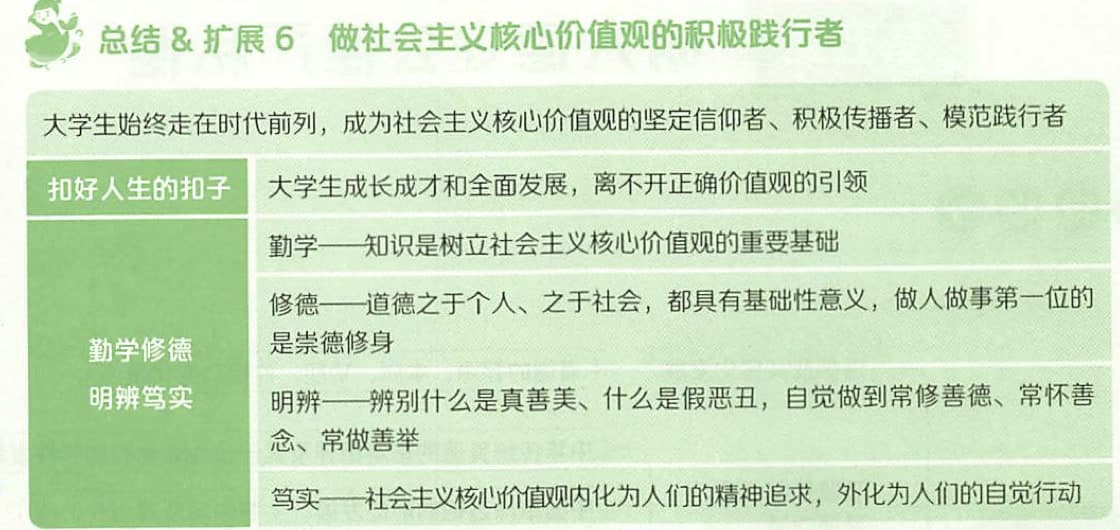 总结 & 扩展 6 做社会主义核心价值观的积极践行者
大学生始终走在时代前列，成为社会主义核心价值观的坚定信仰者、积极传播者、模范践行者
扣好人生的扣子
大学生成长成才和全面发展，离不开正确价值观的引领
勤学修德
明辨笃实
勤学——知识是树立社会主义核心价值观的重要基础
修德——道德之于个人、之于社会，都具有基础性意义，做人做事第一位的
是崇德修身
明辨——辨别什么是真善美、什么是假恶丑，自觉做到常修善德、常怀善
念、常做善举
笃实——社会主义核心价值观内化为人们的精神追求，外化为人们的自觉行动